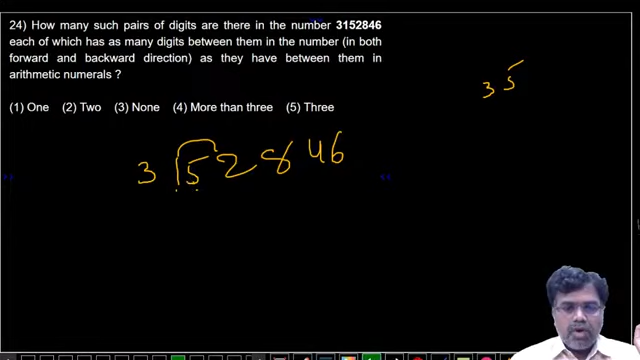 24) How many such pairs of digits are there in the number 3152846
each of which has as many digits between them in the number (in both
forward and backward direction) as they have between them in
arithmetic numerals ?
(1) One (2) Two (3) None (4) More than three (5) Three
3 5
3 1 5 2 8 4 6